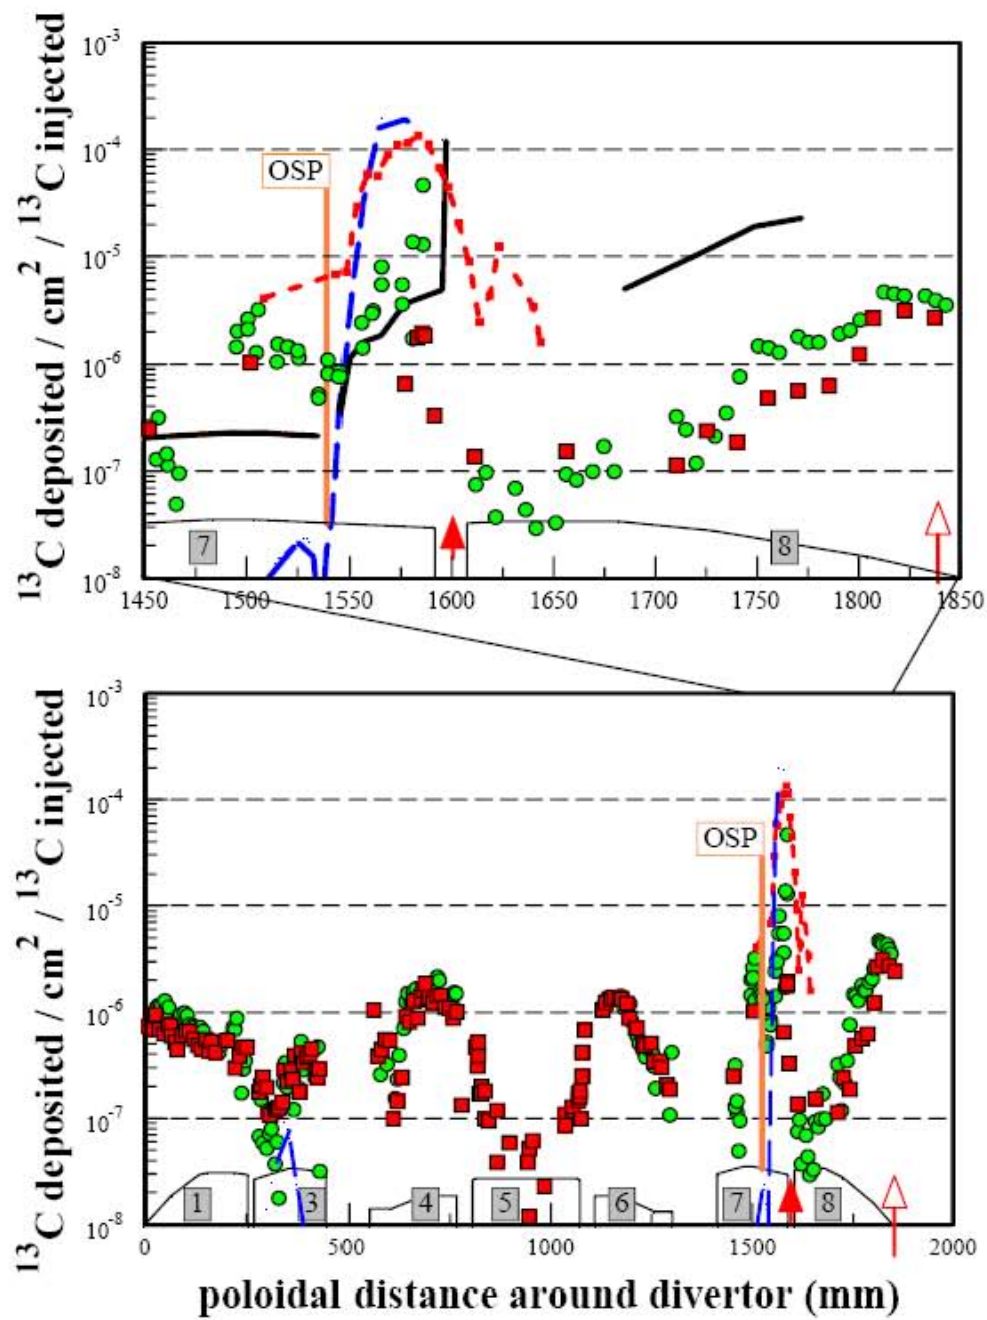 ¹³C deposited / cm² / ¹³C injected
10⁻³
10⁻⁴
10⁻⁵
10⁻⁶
10⁻⁷
10⁻⁸
OSP
7
8
1450 1500 1550 1600 1650 1700 1750 1800 1850
¹³C deposited / cm² / ¹³C injected
10⁻³
10⁻⁴
10⁻⁵
10⁻⁶
10⁻⁷
10⁻⁸
OSP
1 3 4 5 6 7 8
0 500 1000 1500 2000
poloidal distance around divertor (mm)